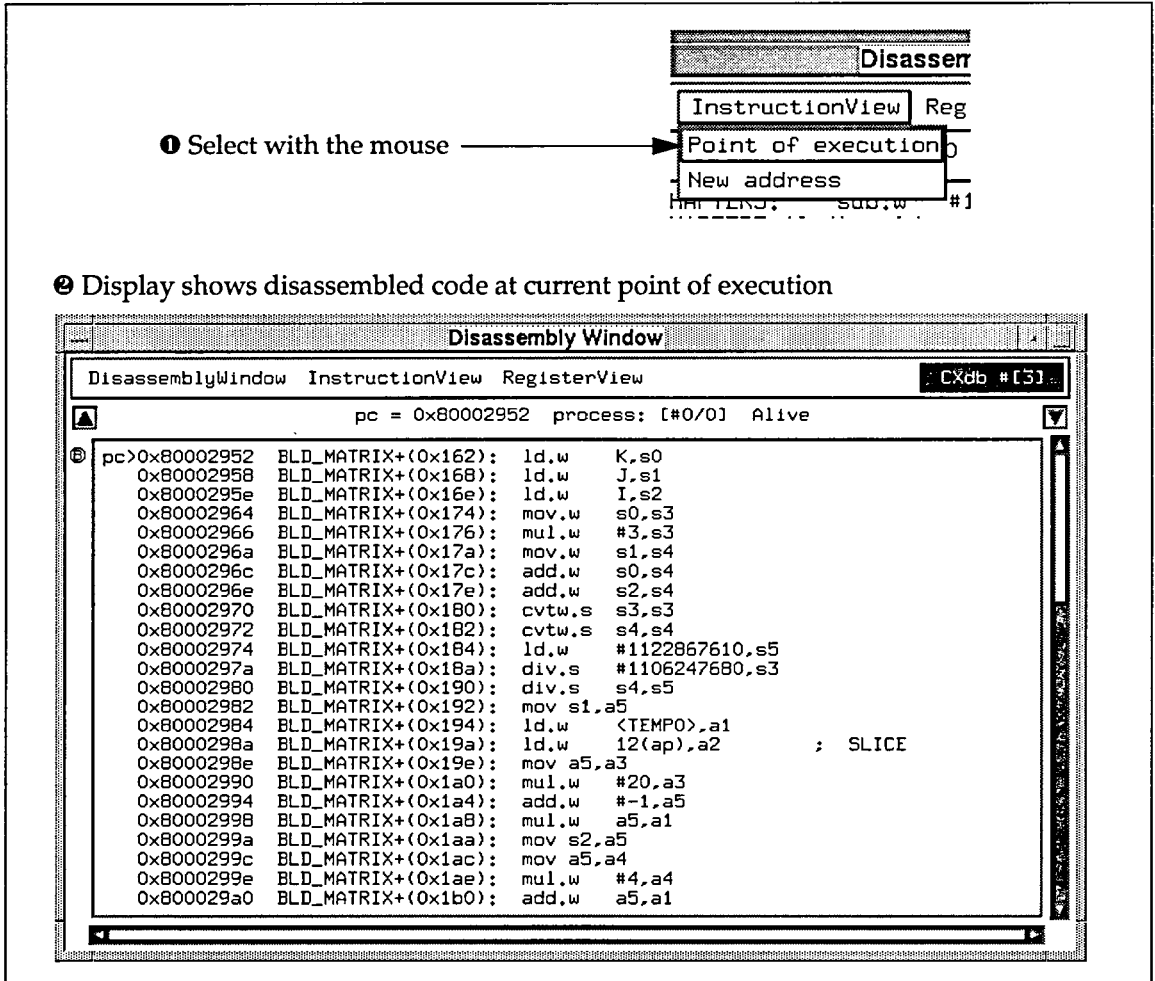 Disassem
InstructionView Reg
❶ Select with the mouse
Point of execution
New address
sub.w #1
❷ Display shows disassembled code at current point of execution
Disassembly Window
DisassemblyWindow InstructionView RegisterView CXdb #[3]
pc = 0x80002952 process: [#0/0] Alive
pc>0x80002952 BLD_MATRIX+(0x162): ld.w K,s0
0x80002958 BLD_MATRIX+(0x168): ld.w J,s1
0x8000295e BLD_MATRIX+(0x16e): ld.w I,s2
0x80002964 BLD_MATRIX+(0x174): mov.w s0,s3
0x80002966 BLD_MATRIX+(0x176): mul.w #3,s3
0x8000296a BLD_MATRIX+(0x17a): mov.w s1,s4
0x8000296c BLD_MATRIX+(0x17c): add.w s0,s4
0x8000296e BLD_MATRIX+(0x17e): add.w s2,s4
0x80002970 BLD_MATRIX+(0x180): cvtw.s s3,s3
0x80002972 BLD_MATRIX+(0x182): cvtw.s s4,s4
0x80002974 BLD_MATRIX+(0x184): ld.w #1122867610,s5
0x8000297a BLD_MATRIX+(0x18a): div.s #1106247680,s3
0x80002980 BLD_MATRIX+(0x190): div.s s4,s5
0x80002982 BLD_MATRIX+(0x192): mov s1,a5
0x80002984 BLD_MATRIX+(0x194): ld.w <TEMPO>,a1
0x8000298a BLD_MATRIX+(0x19a): ld.w 12(ap),a2 ; SLICE
0x8000298e BLD_MATRIX+(0x19e): mov a5,a3
0x80002990 BLD_MATRIX+(0x1a0): mul.w #20,a3
0x80002994 BLD_MATRIX+(0x1a4): add.w #-1,a5
0x80002998 BLD_MATRIX+(0x1a8): mul.w a5,a1
0x8000299a BLD_MATRIX+(0x1aa): mov s2,a5
0x8000299c BLD_MATRIX+(0x1ac): mov a5,a4
0x8000299e BLD_MATRIX+(0x1ae): mul.w #4,a4
0x800029a0 BLD_MATRIX+(0x1b0): add.w a5,a1